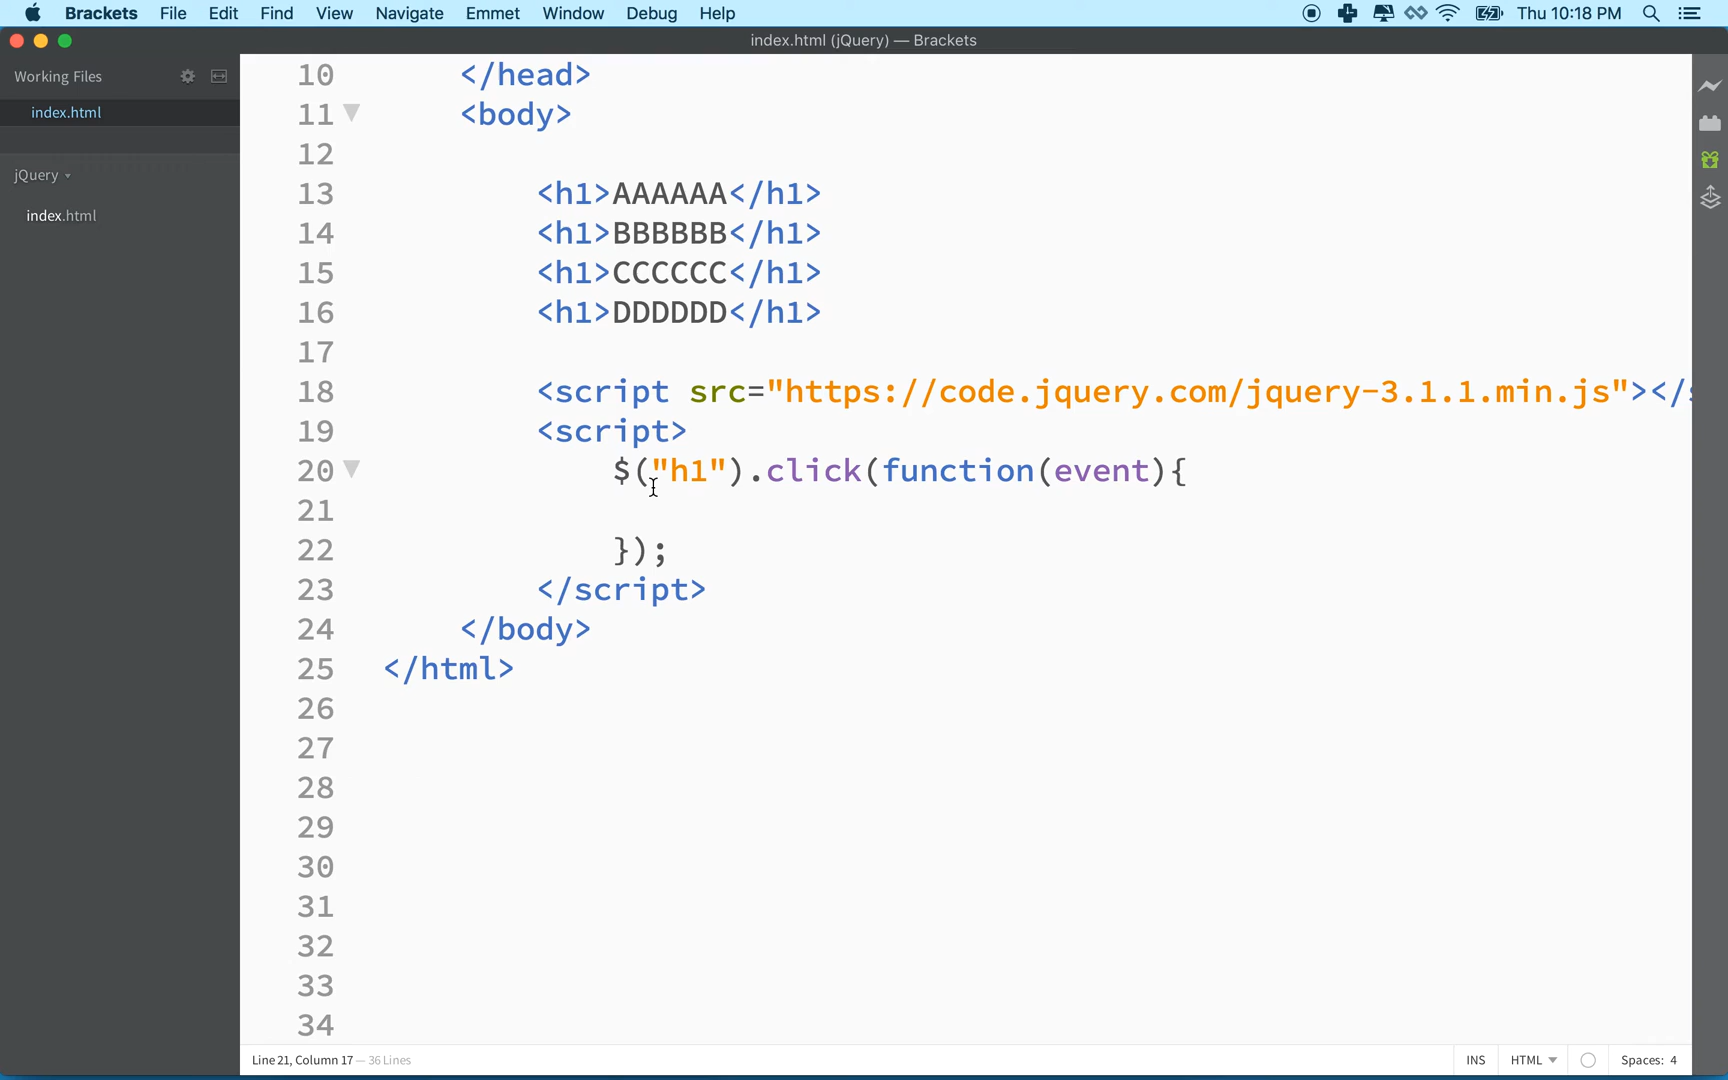 Brackets File Edit Find View Navigate Emmet Window Debug Help Thu 10:18 PM
index.html (jQuery) — Brackets
Working Files
index.html
jQuery
index.html
10 </head>
11 <body>
12
13 <h1>AAAAAA</h1>
14 <h1>BBBBBB</h1>
15 <h1>CCCCCC</h1>
16 <h1>DDDDDD</h1>
17
18 <script src="https://code.jquery.com/jquery-3.1.1.min.js"></s
19 <script>
20 $("h1").click(function(event){
21
22 });
23 </script>
24 </body>
25 </html>
26
27
28
29
30
31
32
33
34
Line 21, Column 17 — 36 Lines
INS HTML Spaces: 4